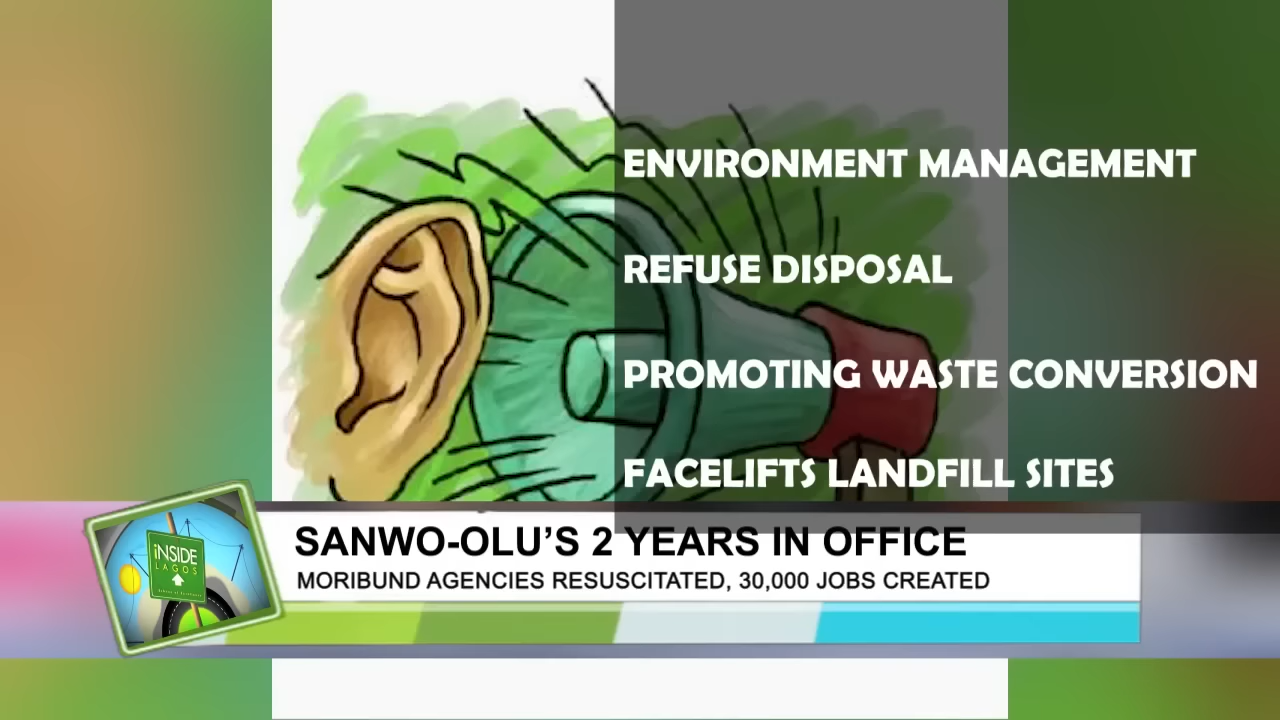 ENVIRONMENT MANAGEMENT
REFUSE DISPOSAL
PROMOTING WASTE CONVERSION
FACELIFTS LANDFILL SITES
SANWO-OLU'S 2 YEARS IN OFFICE
MORIBUND AGENCIES RESUSCITATED, 30,000 JOBS CREATED
iNSIDE
LAGOS